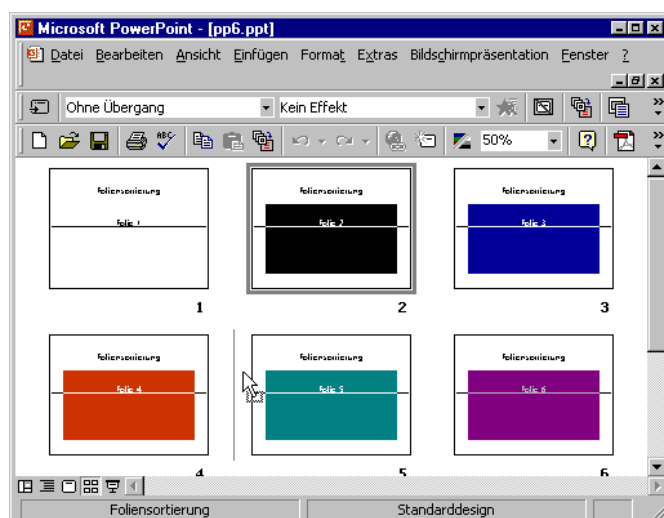 Microsoft PowerPoint - [pp6.ppt]
Datei Bearbeiten Ansicht Einfügen Format Extras Bildschirmpräsentation Fenster ?
Ohne Übergang Kein Effekt
ABC 50%
Foliensortierung Foliensortierung Foliensortierung
Folie 1 Folie 2 Folie 3
1 2 3
Foliensortierung Foliensortierung Foliensortierung
Folie 4 Folie 5 Folie 6
4 5 6
Foliensortierung Standarddesign